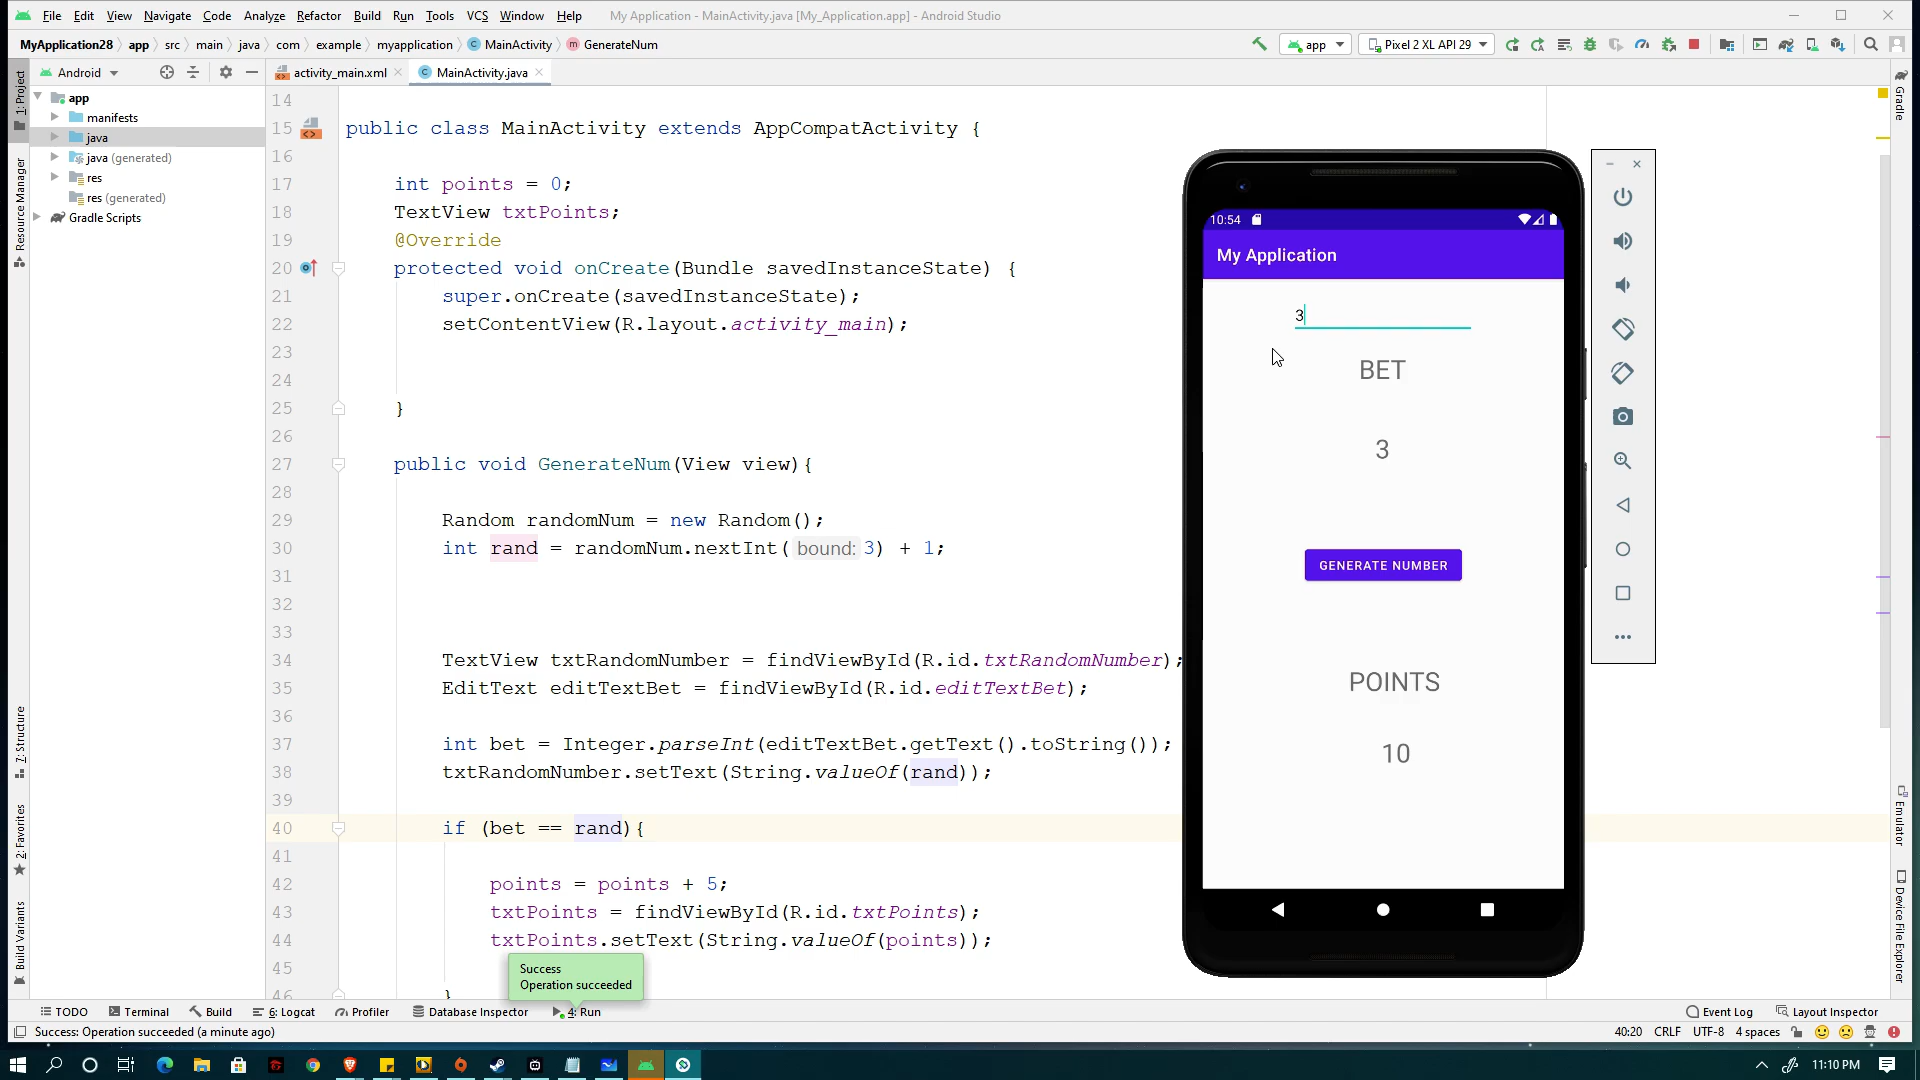 File Edit View Navigate Code Analyze Refactor Build Run Tools VCS Window Help My Application - MainActivity.java [My_Application.app] - Android Studio
MyApplication28 app src main java com example myapplication MainActivity GenerateNum
app Pixel 2 XL API 29
Android
activity_main.xml MainActivity.java
1: Project
Resource Manager
7: Structure
2: Favorites
Build Variants
app
manifests
java
java (generated)
res
res (generated)
Gradle Scripts
14
15 public class MainActivity extends AppCompatActivity {
16
17 int points = 0;
18 TextView txtPoints;
19 @Override
20 protected void onCreate(Bundle savedInstanceState) {
21 super.onCreate(savedInstanceState);
22 setContentView(R.layout.activity_main);
23
24
25 }
26
27 public void GenerateNum(View view){
28
29 Random randomNum = new Random();
30 int rand = randomNum.nextInt( bound: 3) + 1;
31
32
33
34 TextView txtRandomNumber = findViewById(R.id.txtRandomNumber);
35 EditText editTextBet = findViewById(R.id.editTextBet);
36
37 int bet = Integer.parseInt(editTextBet.getText().toString());
38 txtRandomNumber.setText(String.valueOf(rand));
39
40 if (bet == rand){
41
42 points = points + 5;
43 txtPoints = findViewById(R.id.txtPoints);
44 txtPoints.setText(String.valueOf(points));
45
46 }
Success
Operation succeeded
10:54
My Application
3
BET
3
GENERATE NUMBER
POINTS
10
Gradle
Emulator
Device File Explorer
TODO Terminal Build 6: Logcat Profiler Database Inspector 4: Run Event Log Layout Inspector
Success: Operation succeeded (a minute ago) 40:20 CRLF UTF-8 4 spaces
11:10 PM